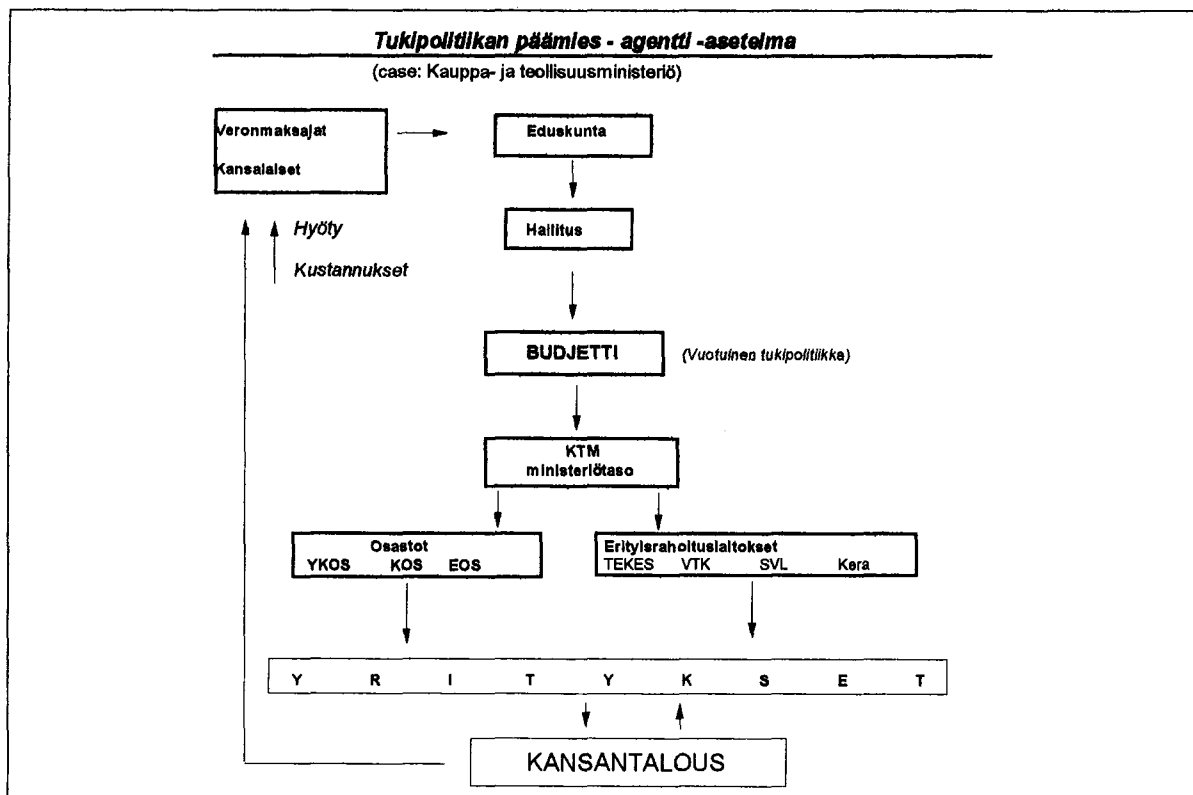 Tukipolitiikan päämies - agentti -asetelma
(case: Kauppa- ja teollisuusministeriö)
Veronmaksajat
Kansalaiset
Eduskunta
Hallitus
Hyöty
Kustannukset
BUDJETTI
(Vuotuinen tukipolitiikka)
KTM
ministeriötaso
Osastot
YKOS KOS EOS
Erityisrahoituslaitokset
TEKES VTK SVL Kera
Y R I T Y K S E T
KANSANTALOUS